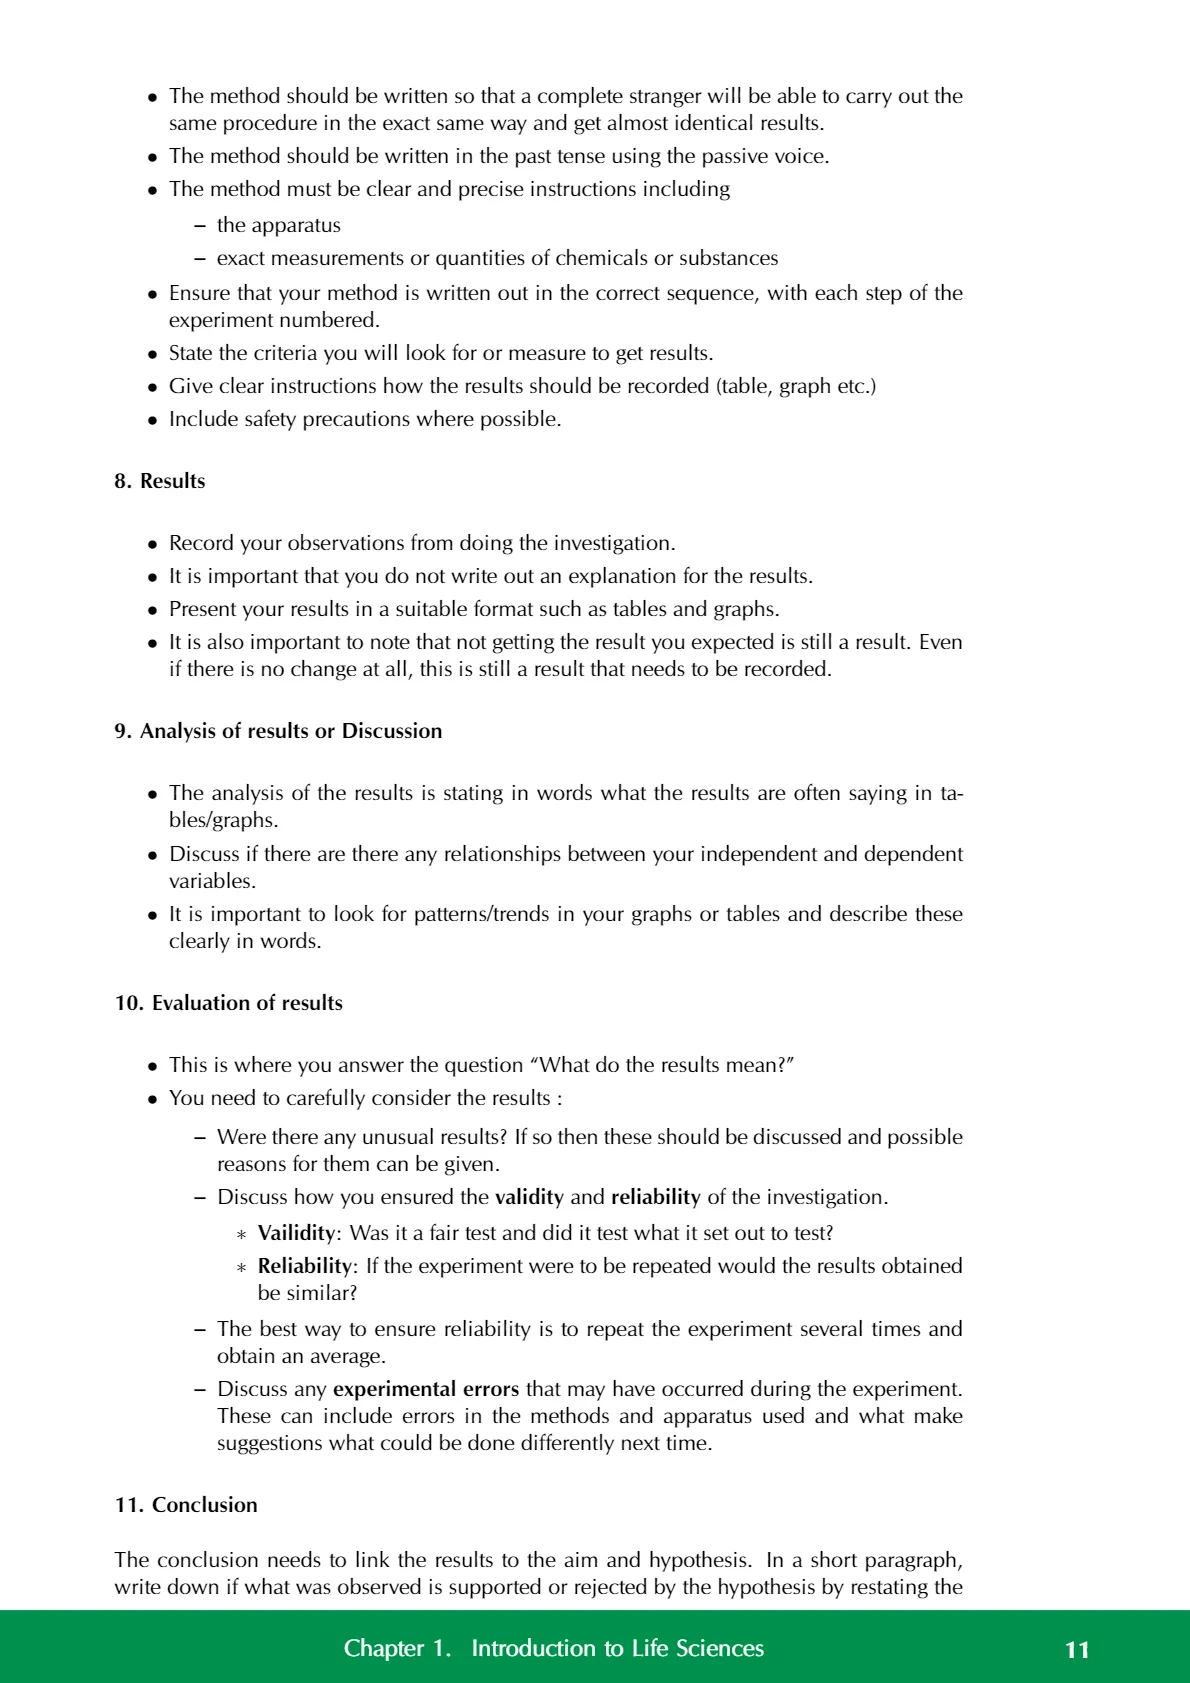 • The method should be written so that a complete stranger will be able to carry out the
same procedure in the exact same way and get almost identical results.
• The method should be written in the past tense using the passive voice.
• The method must be clear and precise instructions including
– the apparatus
– exact measurements or quantities of chemicals or substances
• Ensure that your method is written out in the correct sequence, with each step of the
experiment numbered.
• State the criteria you will look for or measure to get results.
• Give clear instructions how the results should be recorded (table, graph etc.)
• Include safety precautions where possible.
8. Results
• Record your observations from doing the investigation.
• It is important that you do not write out an explanation for the results.
• Present your results in a suitable format such as tables and graphs.
• It is also important to note that not getting the result you expected is still a result. Even
if there is no change at all, this is still a result that needs to be recorded.
9. Analysis of results or Discussion
• The analysis of the results is stating in words what the results are often saying in ta-
bles/graphs.
• Discuss if there are there any relationships between your independent and dependent
variables.
• It is important to look for patterns/trends in your graphs or tables and describe these
clearly in words.
10. Evaluation of results
• This is where you answer the question “What do the results mean?”
• You need to carefully consider the results :
– Were there any unusual results? If so then these should be discussed and possible
reasons for them can be given.
– Discuss how you ensured the validity and reliability of the investigation.
∗ Vailidity: Was it a fair test and did it test what it set out to test?
∗ Reliability: If the experiment were to be repeated would the results obtained
be similar?
– The best way to ensure reliability is to repeat the experiment several times and
obtain an average.
– Discuss any experimental errors that may have occurred during the experiment.
These can include errors in the methods and apparatus used and what make
suggestions what could be done differently next time.
11. Conclusion
The conclusion needs to link the results to the aim and hypothesis. In a short paragraph,
write down if what was observed is supported or rejected by the hypothesis by restating the
Chapter 1. Introduction to Life Sciences 11